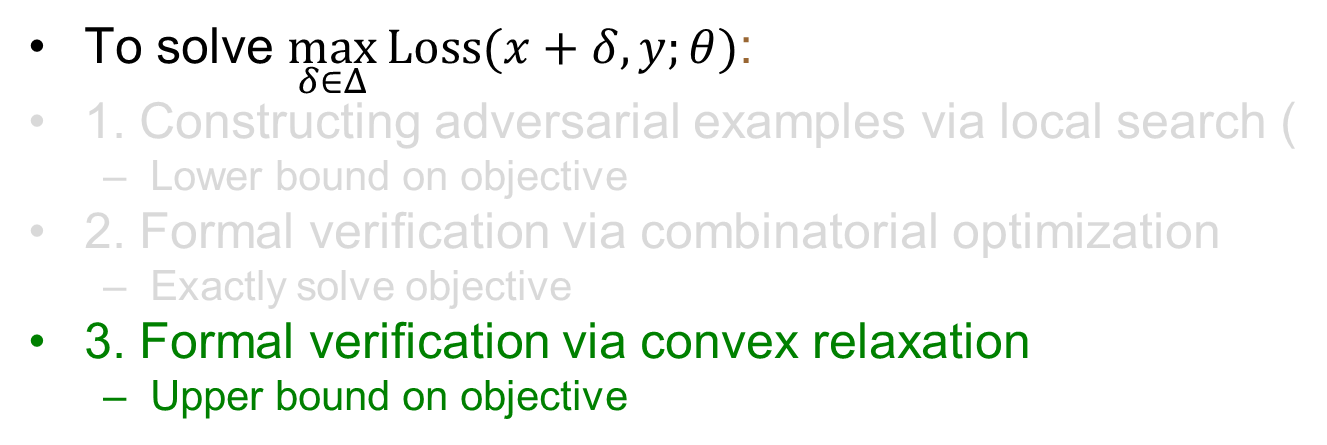 • To solve max Loss(x + δ, y; θ):
δ∈Δ
• 1. Constructing adversarial examples via local search (
– Lower bound on objective
• 2. Formal verification via combinatorial optimization
– Exactly solve objective
• 3. Formal verification via convex relaxation
– Upper bound on objective